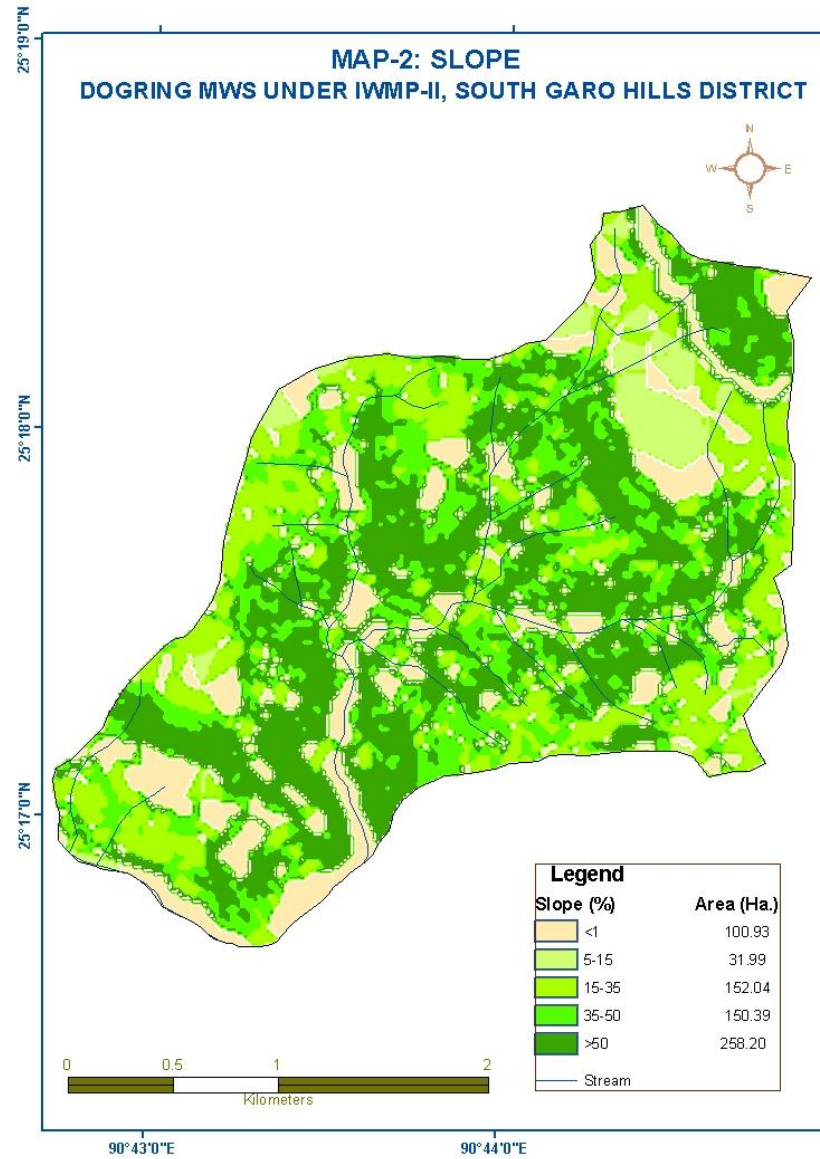 25°19'0"N
MAP-2: SLOPE
DOGRING MWS UNDER IWMP-II, SOUTH GARO HILLS DISTRICT
N
W E
S
25°18'0"N
25°17'0"N
Legend
Slope (%) Area (Ha.)
<1 100.93
5-15 31.99
15-35 152.04
35-50 150.39
>50 258.20
Stream
0 0.5 1 2
Kilometers
90°43'0"E 90°44'0"E